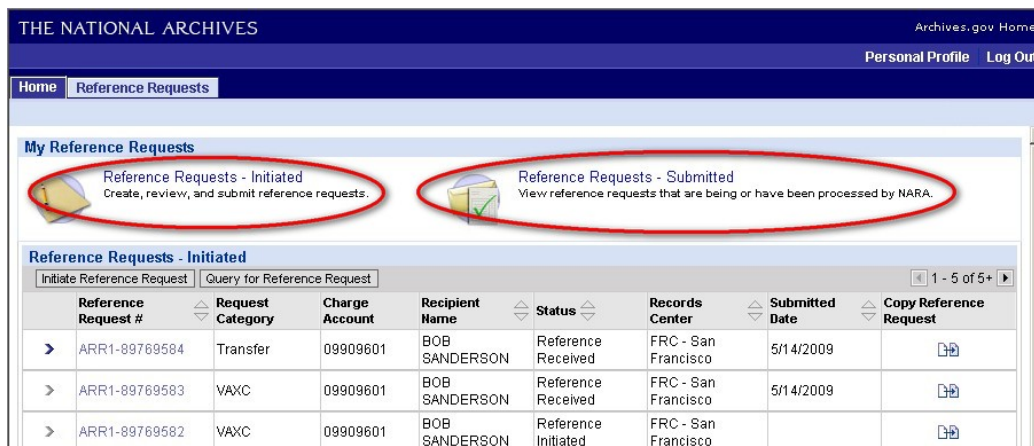 THE NATIONAL ARCHIVES
Archives.gov Home
Personal Profile Log Out
Home Reference Requests
My Reference Requests
Reference Requests - Initiated
Create, review, and submit reference requests.
Reference Requests - Submitted
View reference requests that are being or have been processed by NARA.
Reference Requests - Initiated
Initiate Reference Request Query for Reference Request 1 - 5 of 5+
Reference Request # Request Category Charge Account Recipient Name Status Records Center Submitted Date Copy Reference Request
ARR1-89769584 Transfer 09909601 BOB SANDERSON Reference Received FRC - San Francisco 5/14/2009
ARR1-89769583 VAXC 09909601 BOB SANDERSON Reference Received FRC - San Francisco 5/14/2009
ARR1-89769582 VAXC 09909601 BOB SANDERSON Reference Initiated FRC - San Francisco